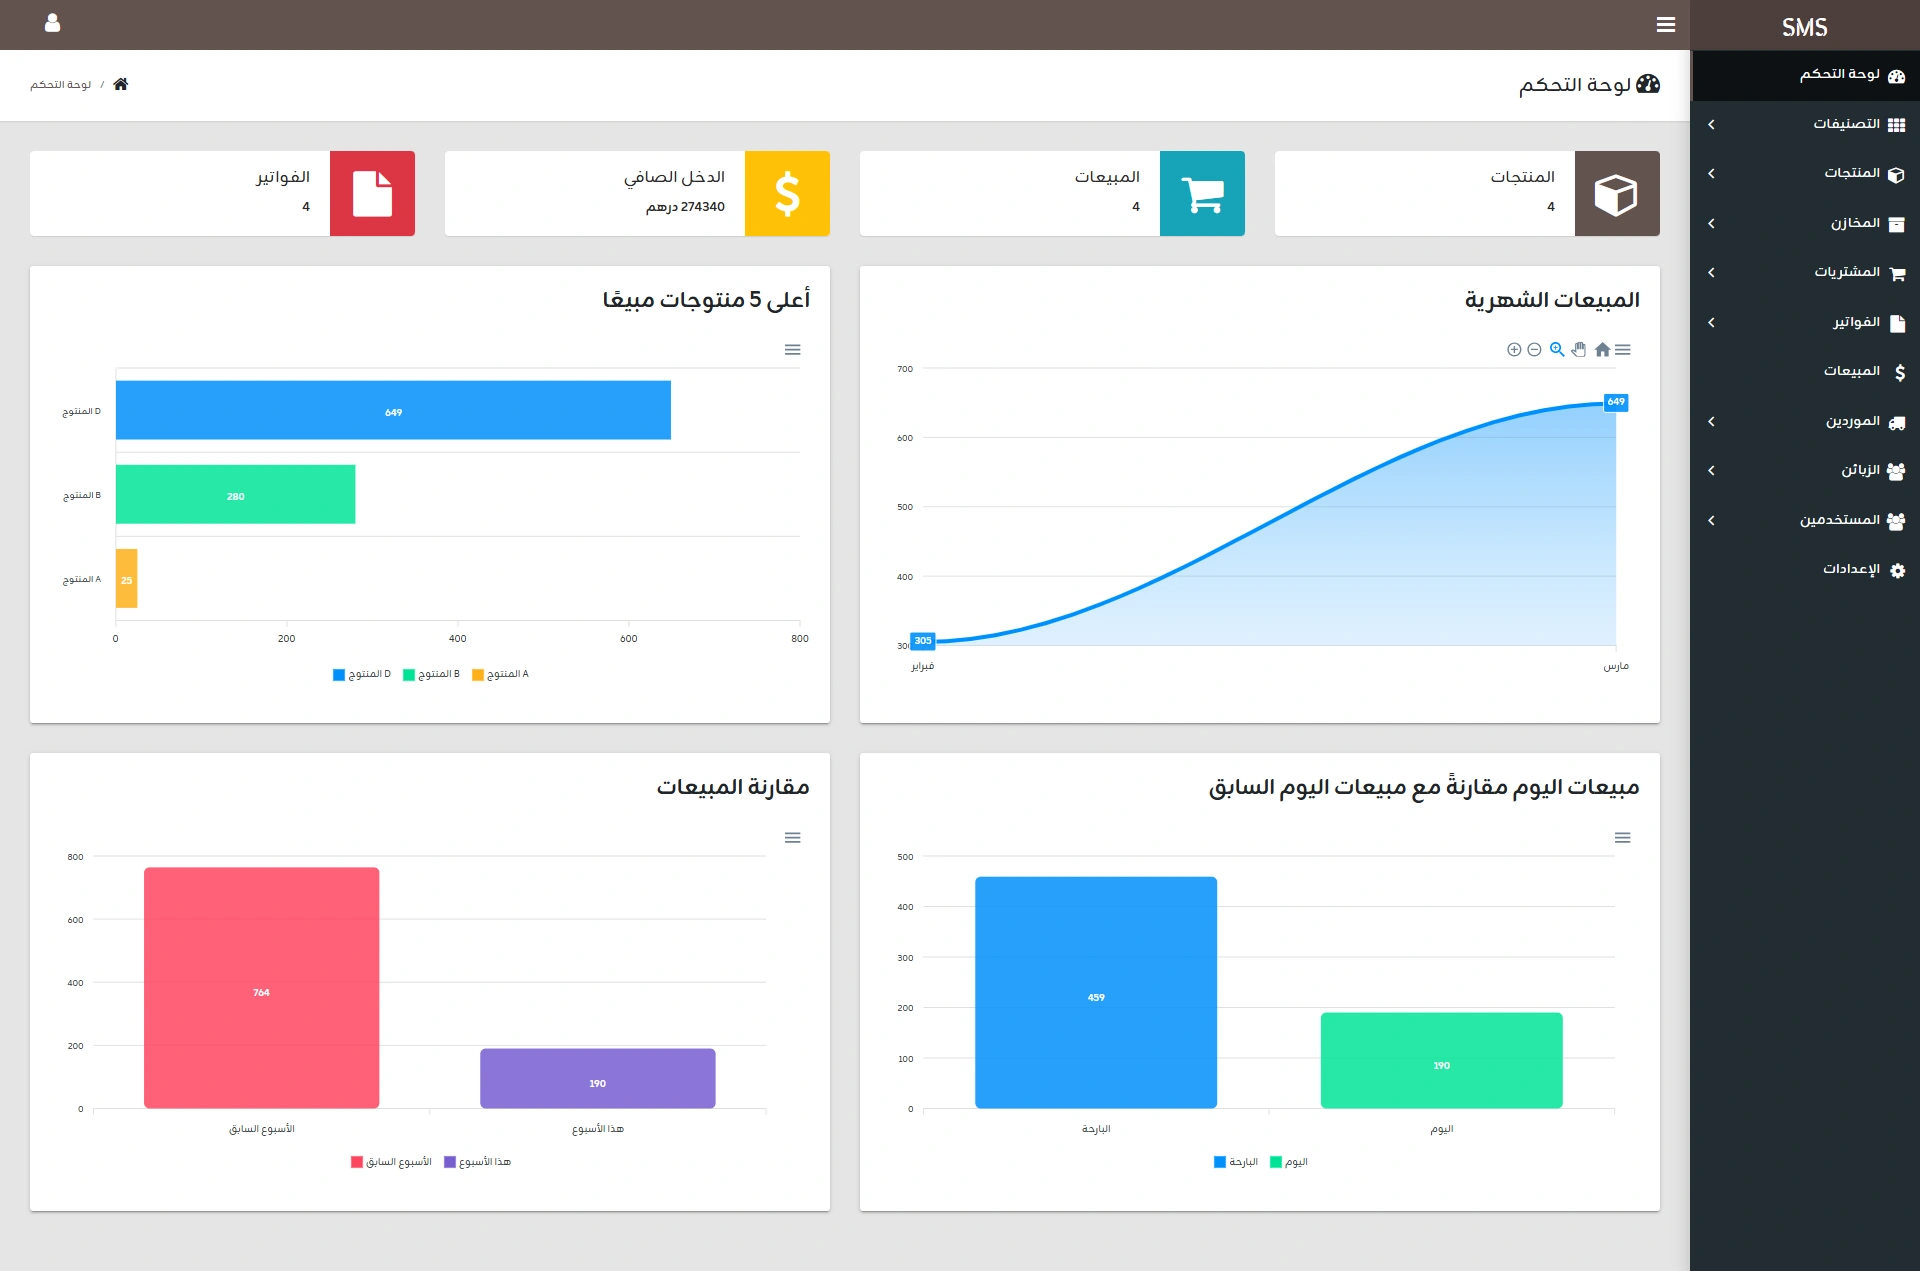 SMS
لوحة التحكم
التصنيفات
المنتجات
المخازن
المشتريات
الفواتير
المبيعات
الموردين
الزبائن
المستخدمين
الإعدادات
لوحة التحكم
/ لوحة التحكم
المنتجات
4
المبيعات
4
الدخل الصافي
274340 درهم
الفواتير
4
المبيعات الشهرية
700
600
500
400
300
305
649
فبراير
مارس
أعلى 5 منتوجات مبيعًا
المنتوج D
649
المنتوج B
280
المنتوج A
25
0 200 400 600 800
المنتوج D
المنتوج B
المنتوج A
مبيعات اليوم مقارنةً مع مبيعات اليوم السابق
500
400
300
200
100
0
459
190
البارحة
اليوم
البارحة
اليوم
مقارنة المبيعات
800
600
400
200
0
764
190
الأسبوع السابق
هذا الأسبوع
الأسبوع السابق
هذا الأسبوع